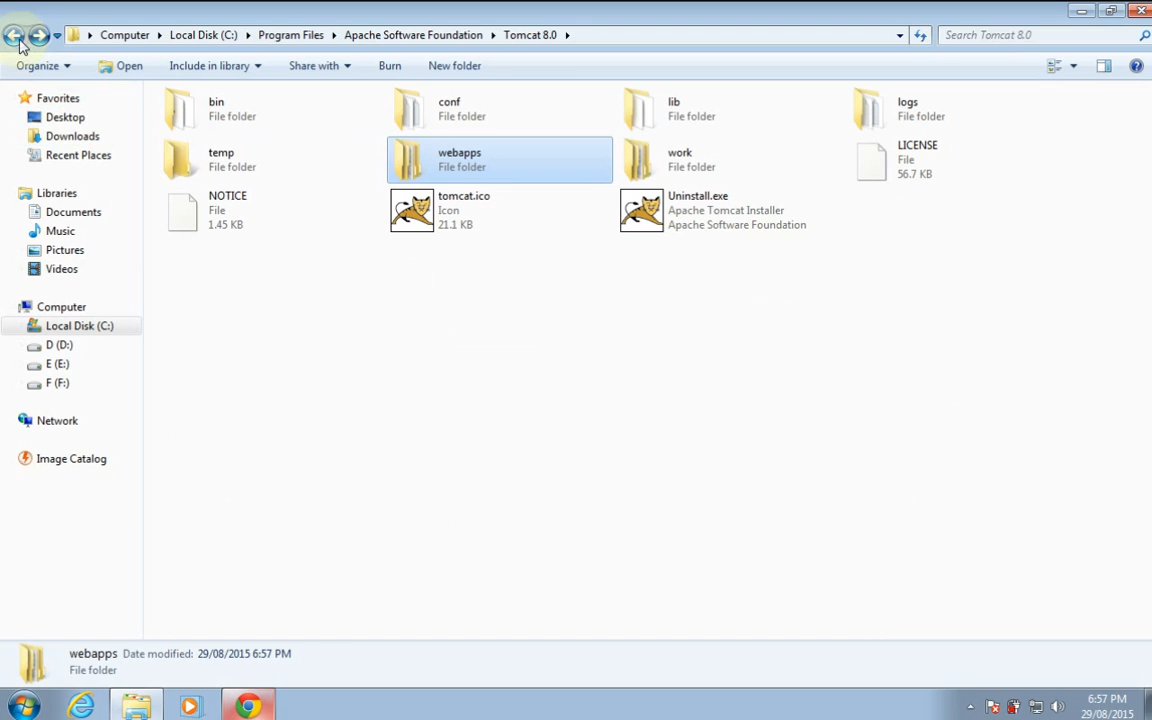 Computer Local Disk (C:) Program Files Apache Software Foundation Tomcat 8.0
Search Tomcat 8.0
Organize Open Include in library Share with Burn New folder
Favorites
Desktop
Downloads
Recent Places
Libraries
Documents
Music
Pictures
Videos
Computer
Local Disk (C:)
D (D:)
E (E:)
F (F:)
Network
Image Catalog
bin
File folder
conf
File folder
lib
File folder
logs
File folder
temp
File folder
webapps
File folder
work
File folder
LICENSE
File
56.7 KB
NOTICE
File
1.45 KB
tomcat.ico
Icon
21.1 KB
Uninstall.exe
Apache Tomcat Installer
Apache Software Foundation
webapps Date modified: 29/08/2015 6:57 PM
File folder
6:57 PM
29/08/2015